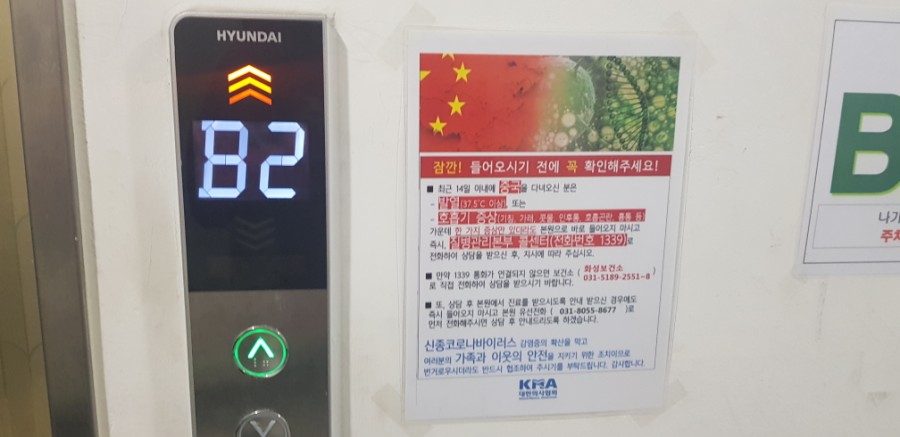 HYUNDAI
B2
잠깐! 들어오시기 전에 꼭 확인해주세요!
■ 최근 14일 이내에 중국을 다녀오신 분은
- 발열(37.5℃ 이상), 또는
- 호흡기 증상(기침, 가래, 콧물, 인후통, 호흡곤란, 흉통 등)
가운데 한 가지 증상만 있더라도 본원으로 바로 들어오지 마시고
즉시, 질병관리본부 콜센터(전화번호 1339)로
전화하여 상담을 받으신 후, 지시에 따라 주십시오.
■ 만약 1339 통화가 연결되지 않으면 보건소 ( 화성보건소
031-5189-2551~8 )
로 직접 전화하여 상담을 받으시기 바랍니다.
■ 또, 상담 후 본원에서 진료를 받으시도록 안내 받으신 경우에도
즉시 들어오지 마시고 본원 유선전화 ( 031-8055-8677 )로
먼저 전화해주시면 상담 후 안내드리도록 하겠습니다.
신종코로나바이러스 감염증의 확산을 막고
여러분의 가족과 이웃의 안전을 지키기 위한 조치이므로
번거로우시더라도 반드시 협조하여 주시기를 부탁드립니다. 감사합니다.
KMA
대한의사협회
B
나가
주차